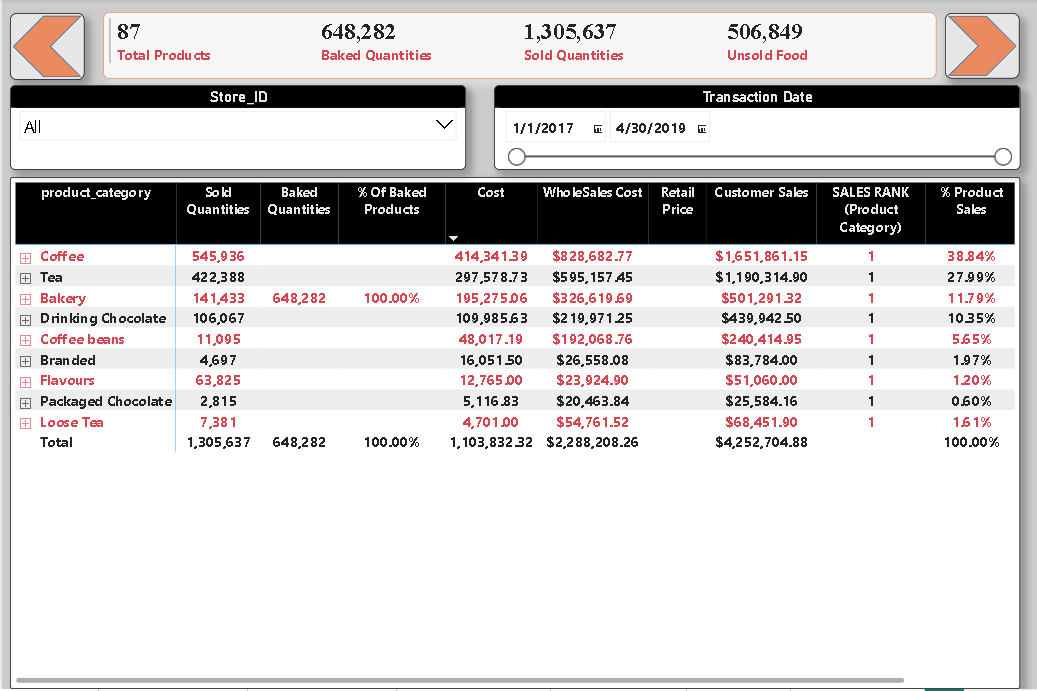 87 648,282 1,305,637 506,849
Total Products Baked Quantities Sold Quantities Unsold Food
Store_ID
All
Transaction Date
1/1/2017 4/30/2019
product_category Sold Quantities Baked Quantities % Of Baked Products Cost WholeSales Cost Retail Price Customer Sales SALES RANK (Product Category) % Product Sales
Coffee 545,936 414,341.39 $828,682.77 $1,651,861.15 1 38.84%
Tea 422,388 297,578.73 $595,157.45 $1,190,314.90 1 27.99%
Bakery 141,433 648,282 100.00% 195,275.06 $326,619.69 $501,291.32 1 11.79%
Drinking Chocolate 106,067 109,985.63 $219,971.25 $439,942.50 1 10.35%
Coffee beans 11,095 48,017.19 $192,068.76 $240,414.95 1 5.65%
Branded 4,697 16,051.50 $26,558.08 $83,784.00 1 1.97%
Flavours 63,825 12,765.00 $23,924.90 $51,060.00 1 1.20%
Packaged Chocolate 2,815 5,116.83 $20,463.84 $25,584.16 1 0.60%
Loose Tea 7,381 4,701.00 $54,761.52 $68,451.90 1 1.61%
Total 1,305,637 648,282 100.00% 1,103,832.32 $2,288,208.26 $4,252,704.88 100.00%